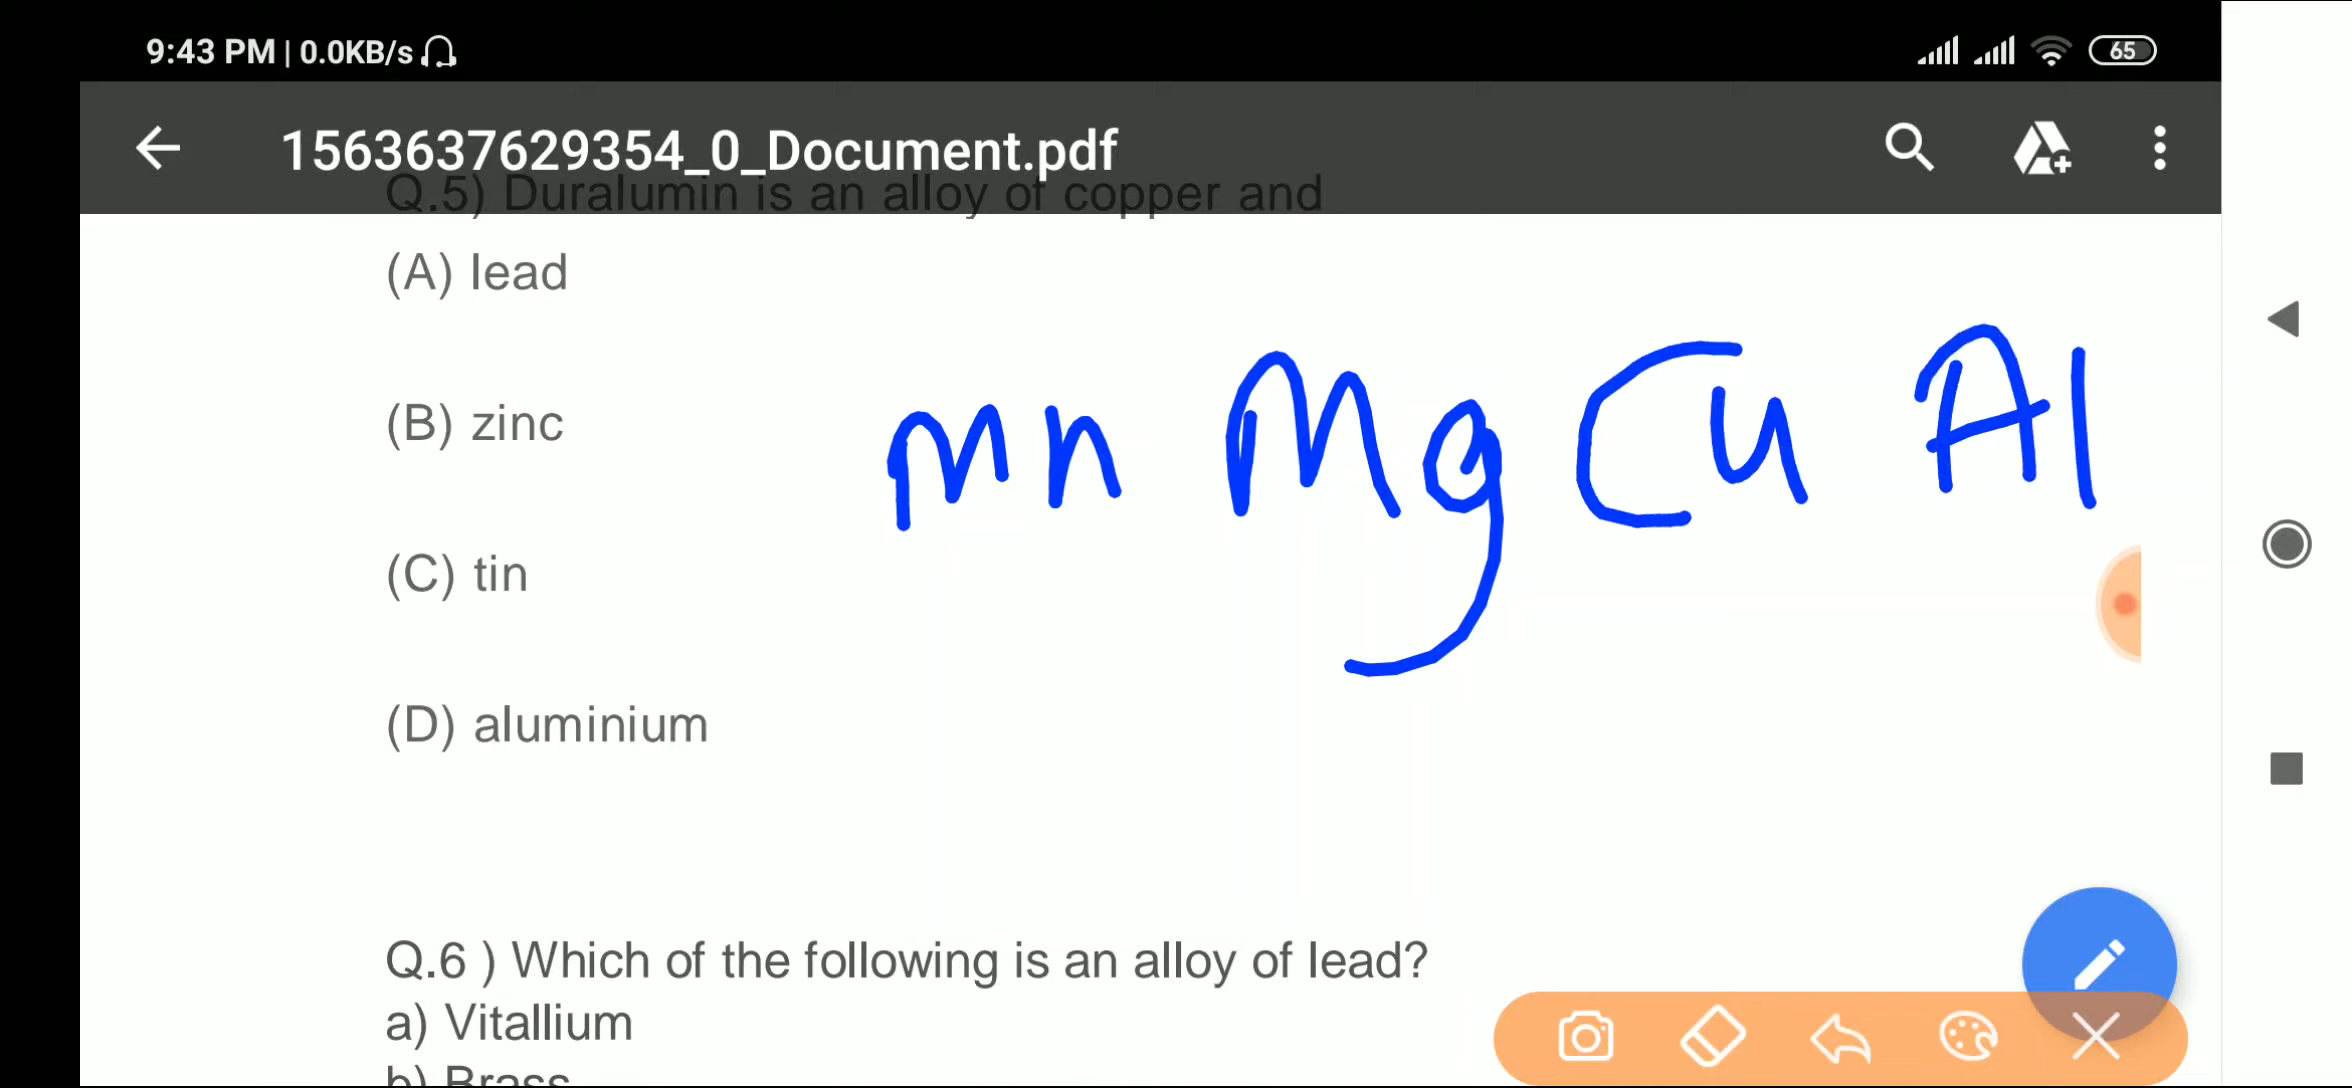 9:43 PM | 0.0KB/s
65
1563637629354_0_Document.pdf
Q.5) Duralumin is an alloy of copper and
(A) lead
(B) zinc
Mn Mg Cu Al
(C) tin
(D) aluminium
Q.6 ) Which of the following is an alloy of lead?
a) Vitallium
b) Brass